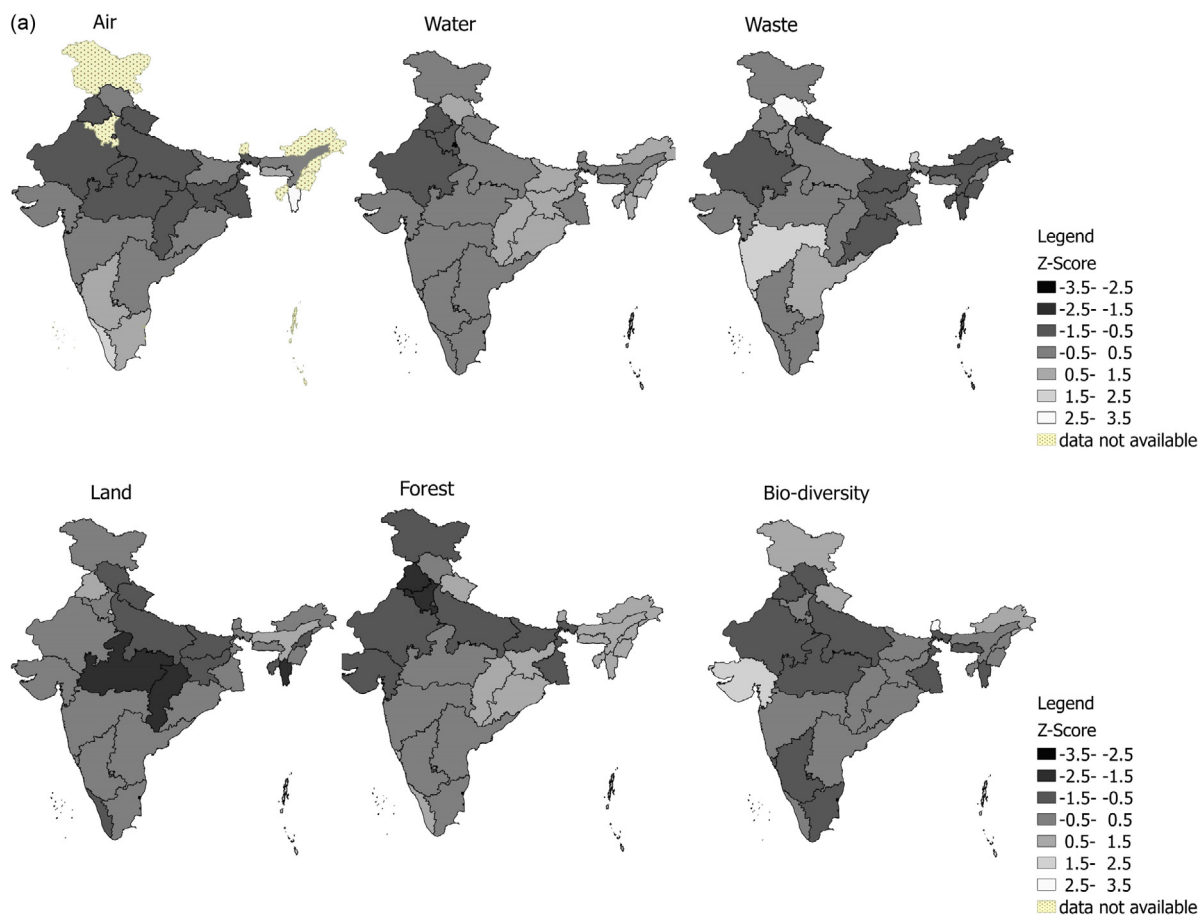 (a)
Air
Water
Waste
Legend
Z-Score
-3.5- -2.5
-2.5- -1.5
-1.5- -0.5
-0.5- 0.5
0.5- 1.5
1.5- 2.5
2.5- 3.5
data not available
Land
Forest
Bio-diversity
Legend
Z-Score
-3.5- -2.5
-2.5- -1.5
-1.5- -0.5
-0.5- 0.5
0.5- 1.5
1.5- 2.5
2.5- 3.5
data not available